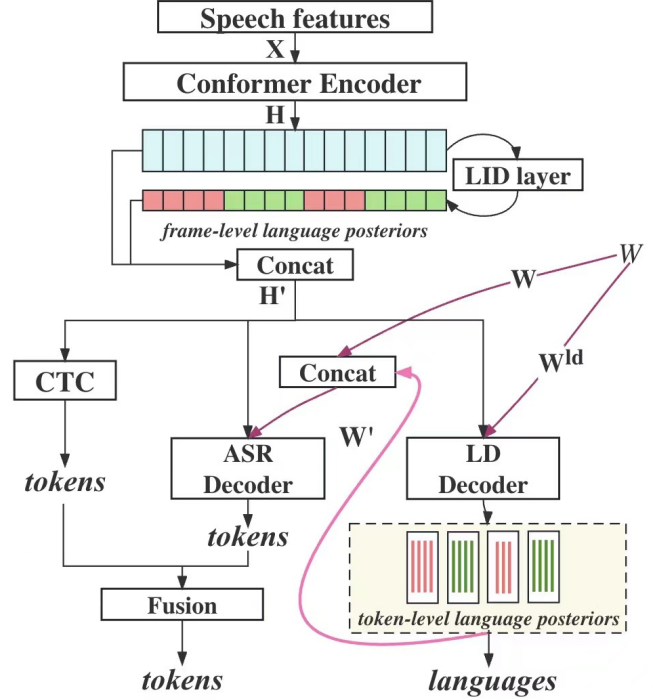 Speech features
X
Conformer Encoder
H
LID layer
frame-level language posteriors
Concat
H'
W
W
W^ld
CTC
Concat
W'
ASR
Decoder
LD
Decoder
tokens
tokens
Fusion
token-level language posteriors
tokens
languages